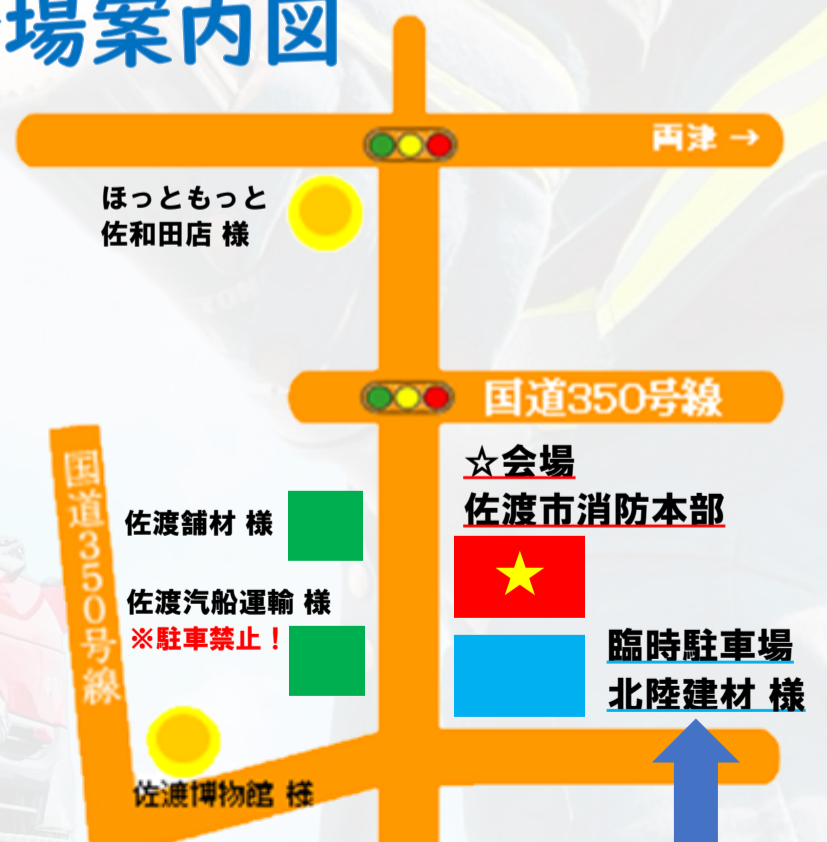 場案内図
両津 →
ほっともっと
佐和田店 様
国道350号線
☆会場
佐渡市消防本部
国道350号線
佐渡舗材 様
佐渡汽船運輸 様
※駐車禁止!
臨時駐車場
北陸建材 様
佐渡博物館 様